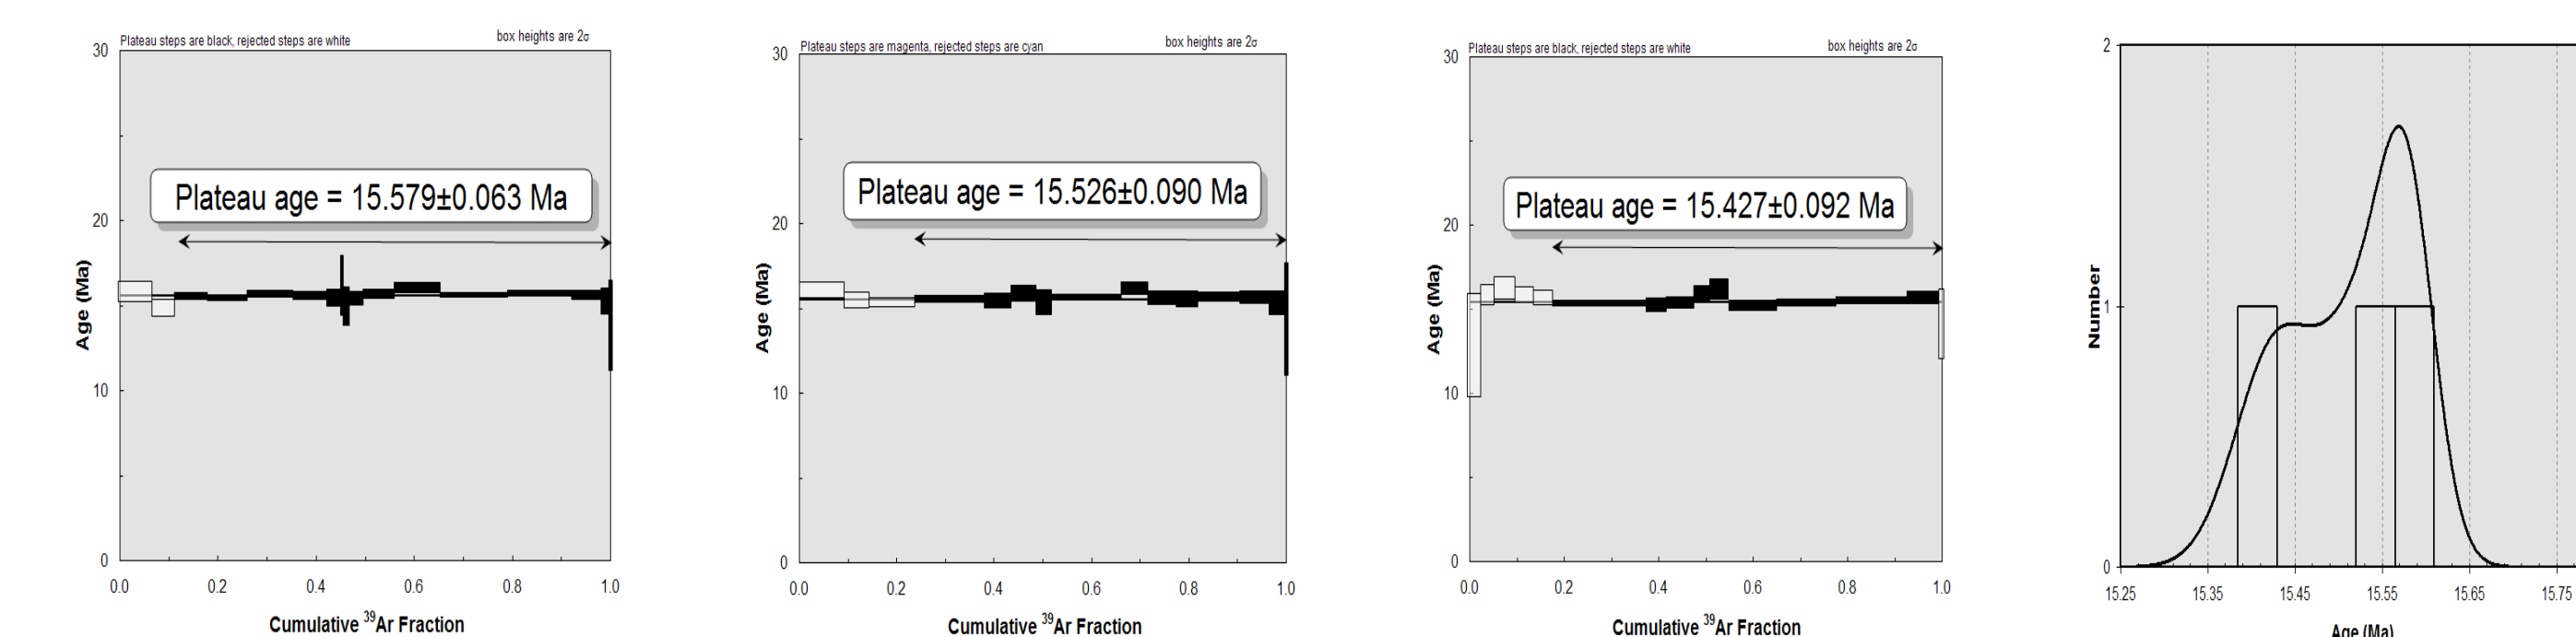 Plateau steps are black, rejected steps are white
box heights are 2σ
30
20
10
0
Age (Ma)
Plateau age = 15.579±0.063 Ma
0.0 0.2 0.4 0.6 0.8 1.0
Cumulative ³⁹Ar Fraction
Plateau steps are magenta, rejected steps are cyan
box heights are 2σ
30
20
10
0
Age (Ma)
Plateau age = 15.526±0.090 Ma
0.0 0.2 0.4 0.6 0.8 1.0
Cumulative ³⁹Ar Fraction
Plateau steps are black, rejected steps are white
box heights are 2σ
30
20
10
0
Age (Ma)
Plateau age = 15.427±0.092 Ma
0.0 0.2 0.4 0.6 0.8 1.0
Cumulative ³⁹Ar Fraction
2
1
0
Number
15.25 15.35 15.45 15.55 15.65 15.75
Age (Ma)